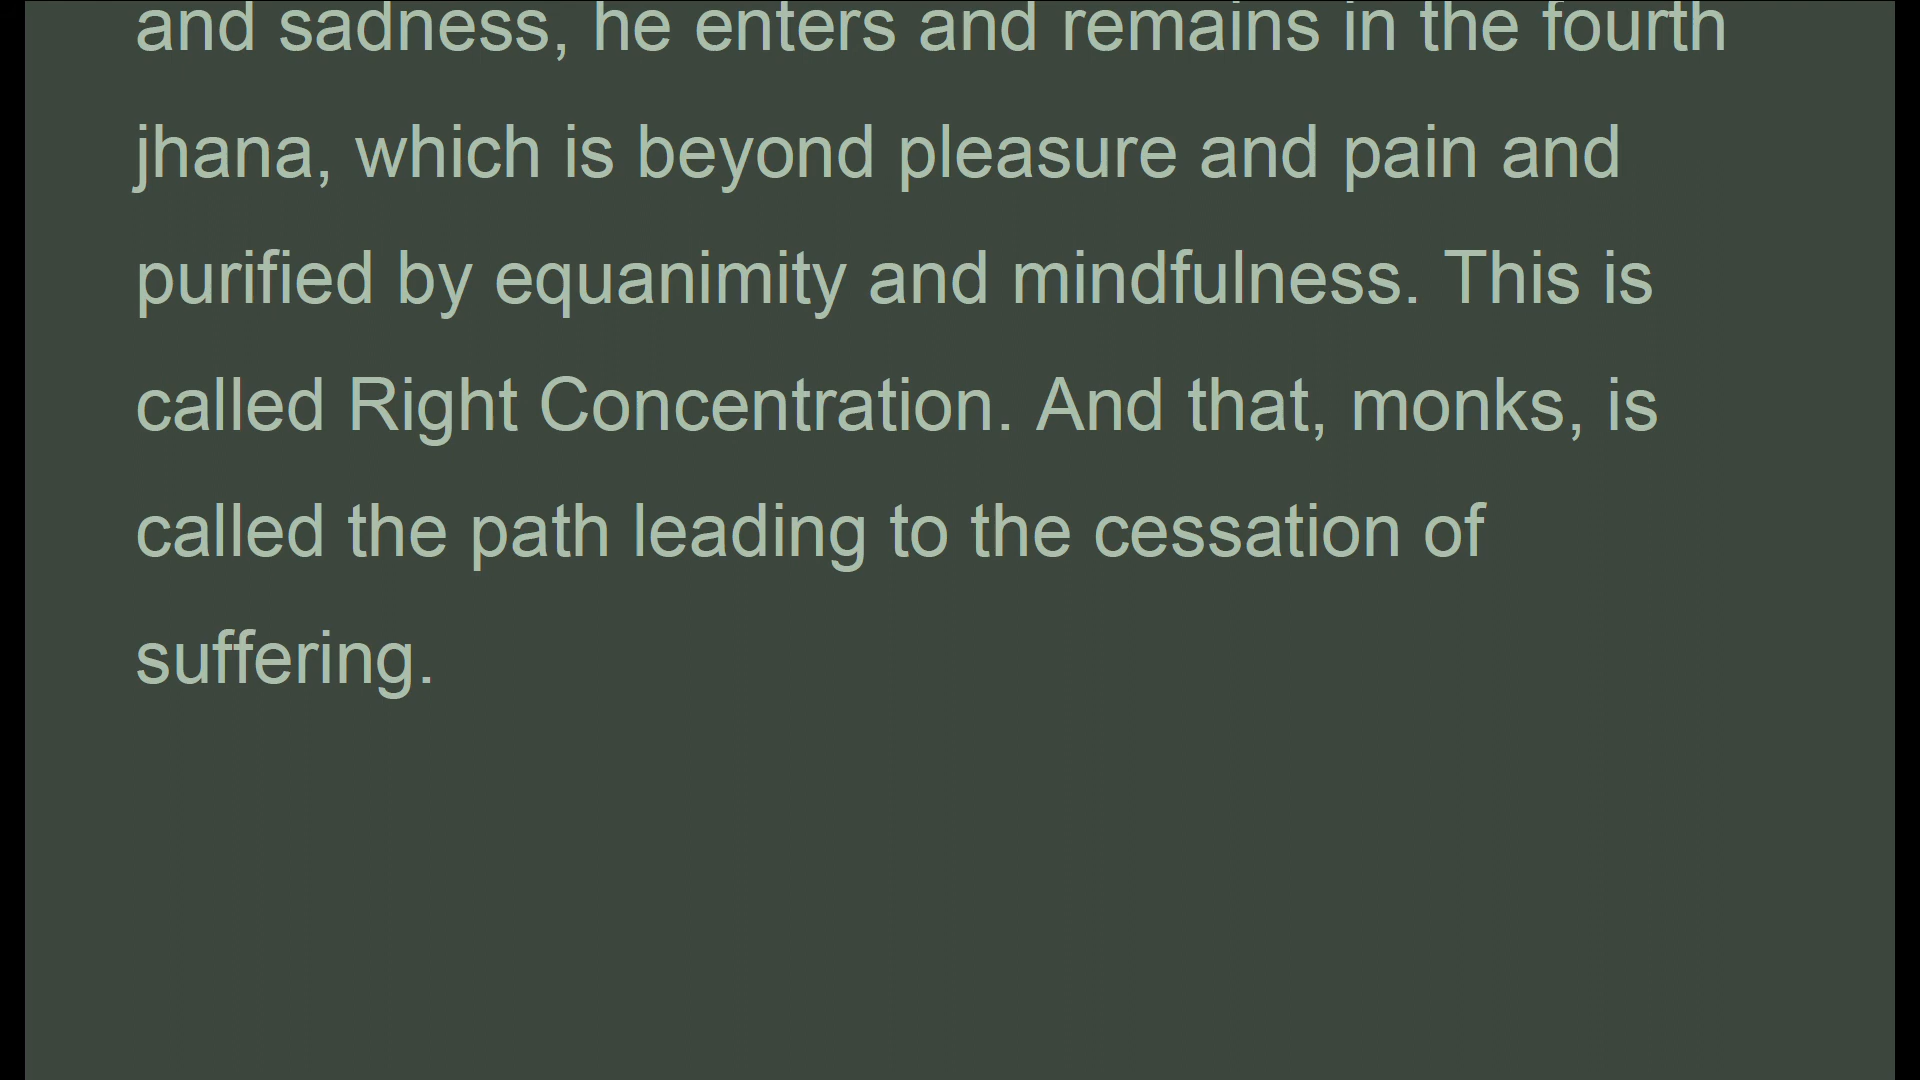 and sadness, he enters and remains in the fourth
jhana, which is beyond pleasure and pain and
purified by equanimity and mindfulness. This is
called Right Concentration. And that, monks, is
called the path leading to the cessation of
suffering.